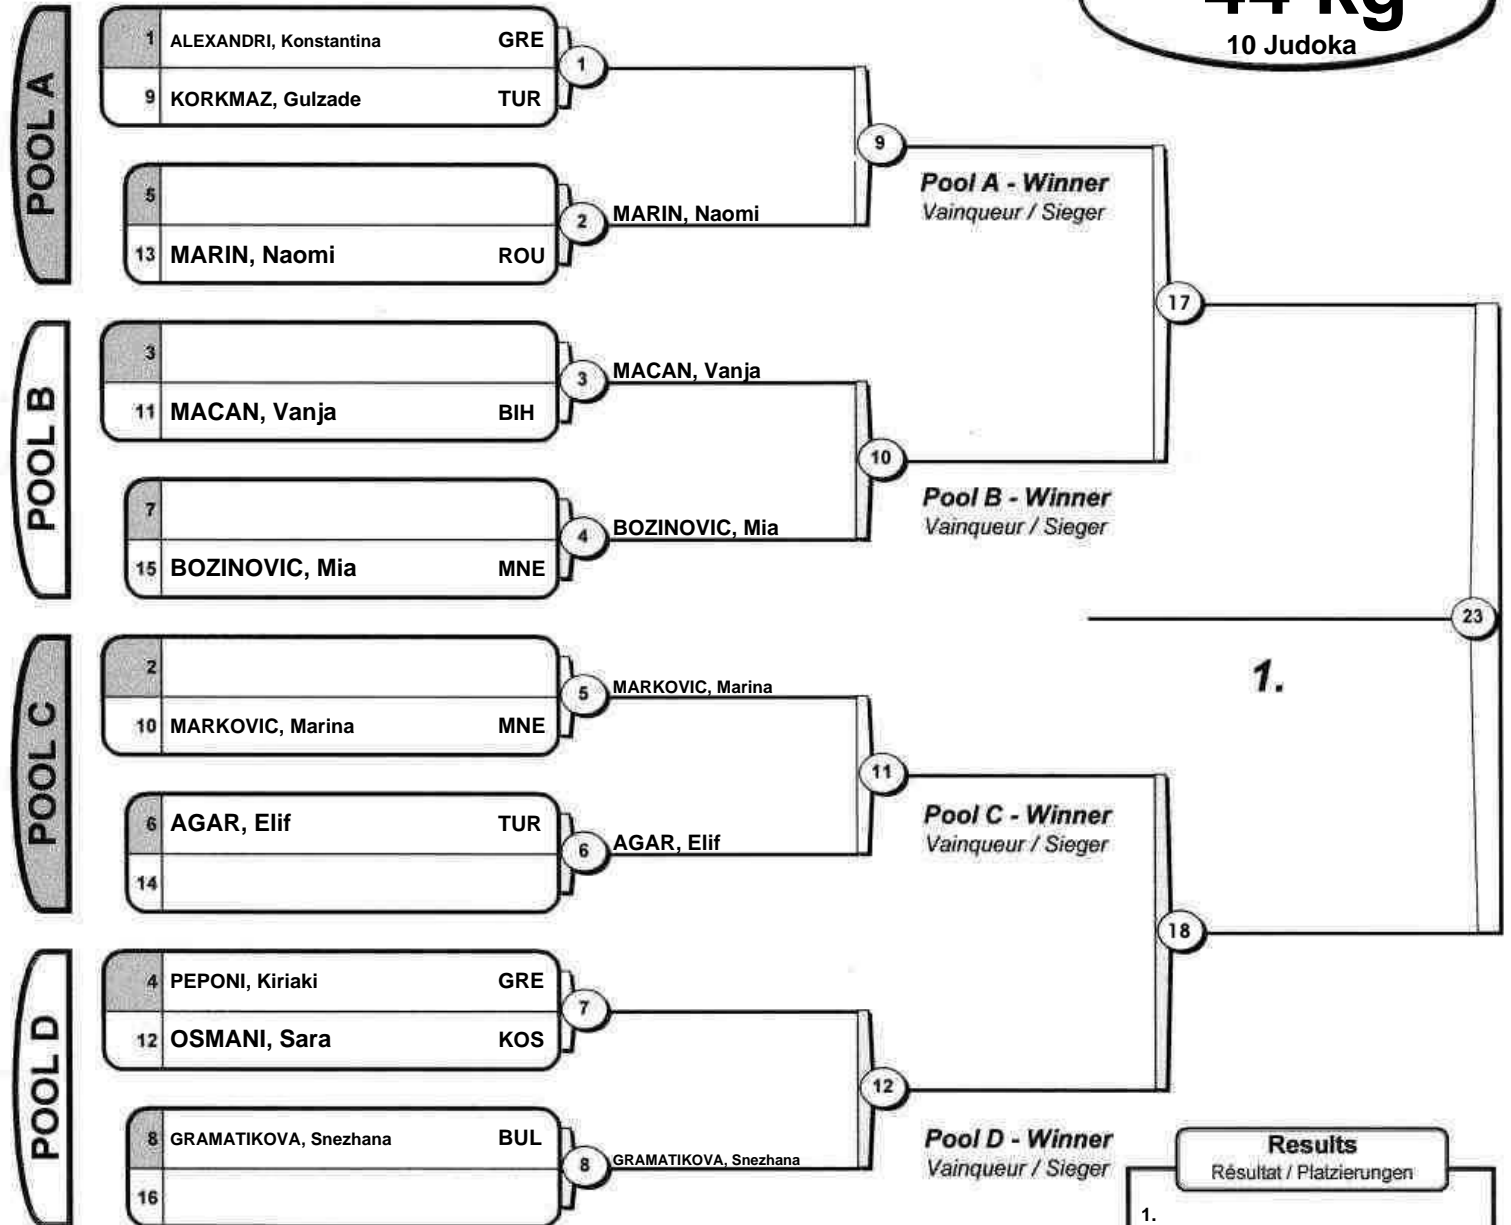 44 kg
10 Judoka
POOL A
1 ALEXANDRI, Konstantina GRE
9 KORKMAZ, Gulzade TUR
1
5
13 MARIN, Naomi ROU
2 MARIN, Naomi
9
Pool A - Winner
Vainqueur / Sieger
POOL B
3
11 MACAN, Vanja BIH
3 MACAN, Vanja
7
15 BOZINOVIC, Mia MNE
4 BOZINOVIC, Mia
10
Pool B - Winner
Vainqueur / Sieger
17
POOL C
2
10 MARKOVIC, Marina MNE
5 MARKOVIC, Marina
6 AGAR, Elif TUR
14
6 AGAR, Elif
11
Pool C - Winner
Vainqueur / Sieger
POOL D
4 PEPONI, Kiriaki GRE
12 OSMANI, Sara KOS
7
8 GRAMATIKOVA, Snezhana BUL
16
8 GRAMATIKOVA, Snezhana
12
Pool D - Winner
Vainqueur / Sieger
18
23
1.
Results
Résultat / Platzierungen
1.